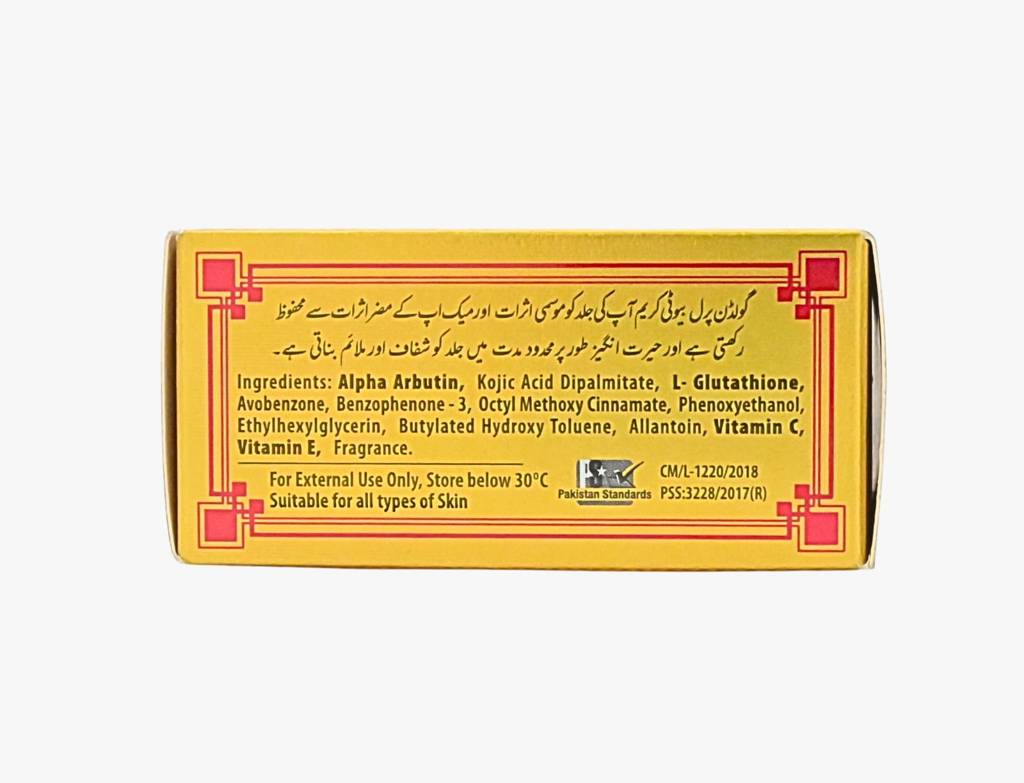 گولڈن پرل بیوٹی کریم آپ کی جلد کو موسمی اثرات اور میک اپ کے مضر اثرات سے محفوظ
رکھتی ہے اور حیرت انگیز طور پر محدود مدت میں جلد کو شفاف اور ملائم بناتی ہے۔
Ingredients: Alpha Arbutin, Kojic Acid Dipalmitate, L- Glutathione,
Avobenzone, Benzophenone - 3, Octyl Methoxy Cinnamate, Phenoxyethanol,
Ethylhexylglycerin, Butylated Hydroxy Toluene, Allantoin, Vitamin C,
Vitamin E, Fragrance.
For External Use Only, Store below 30°C
Suitable for all types of Skin
Pakistan Standards
CM/L-1220/2018
PSS:3228/2017(R)